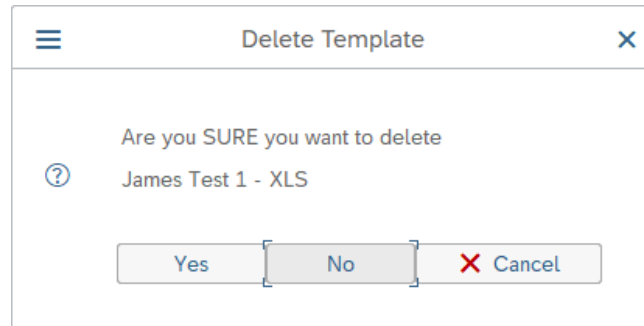 Delete Template
Are you SURE you want to delete
James Test 1 - XLS
Yes No Cancel